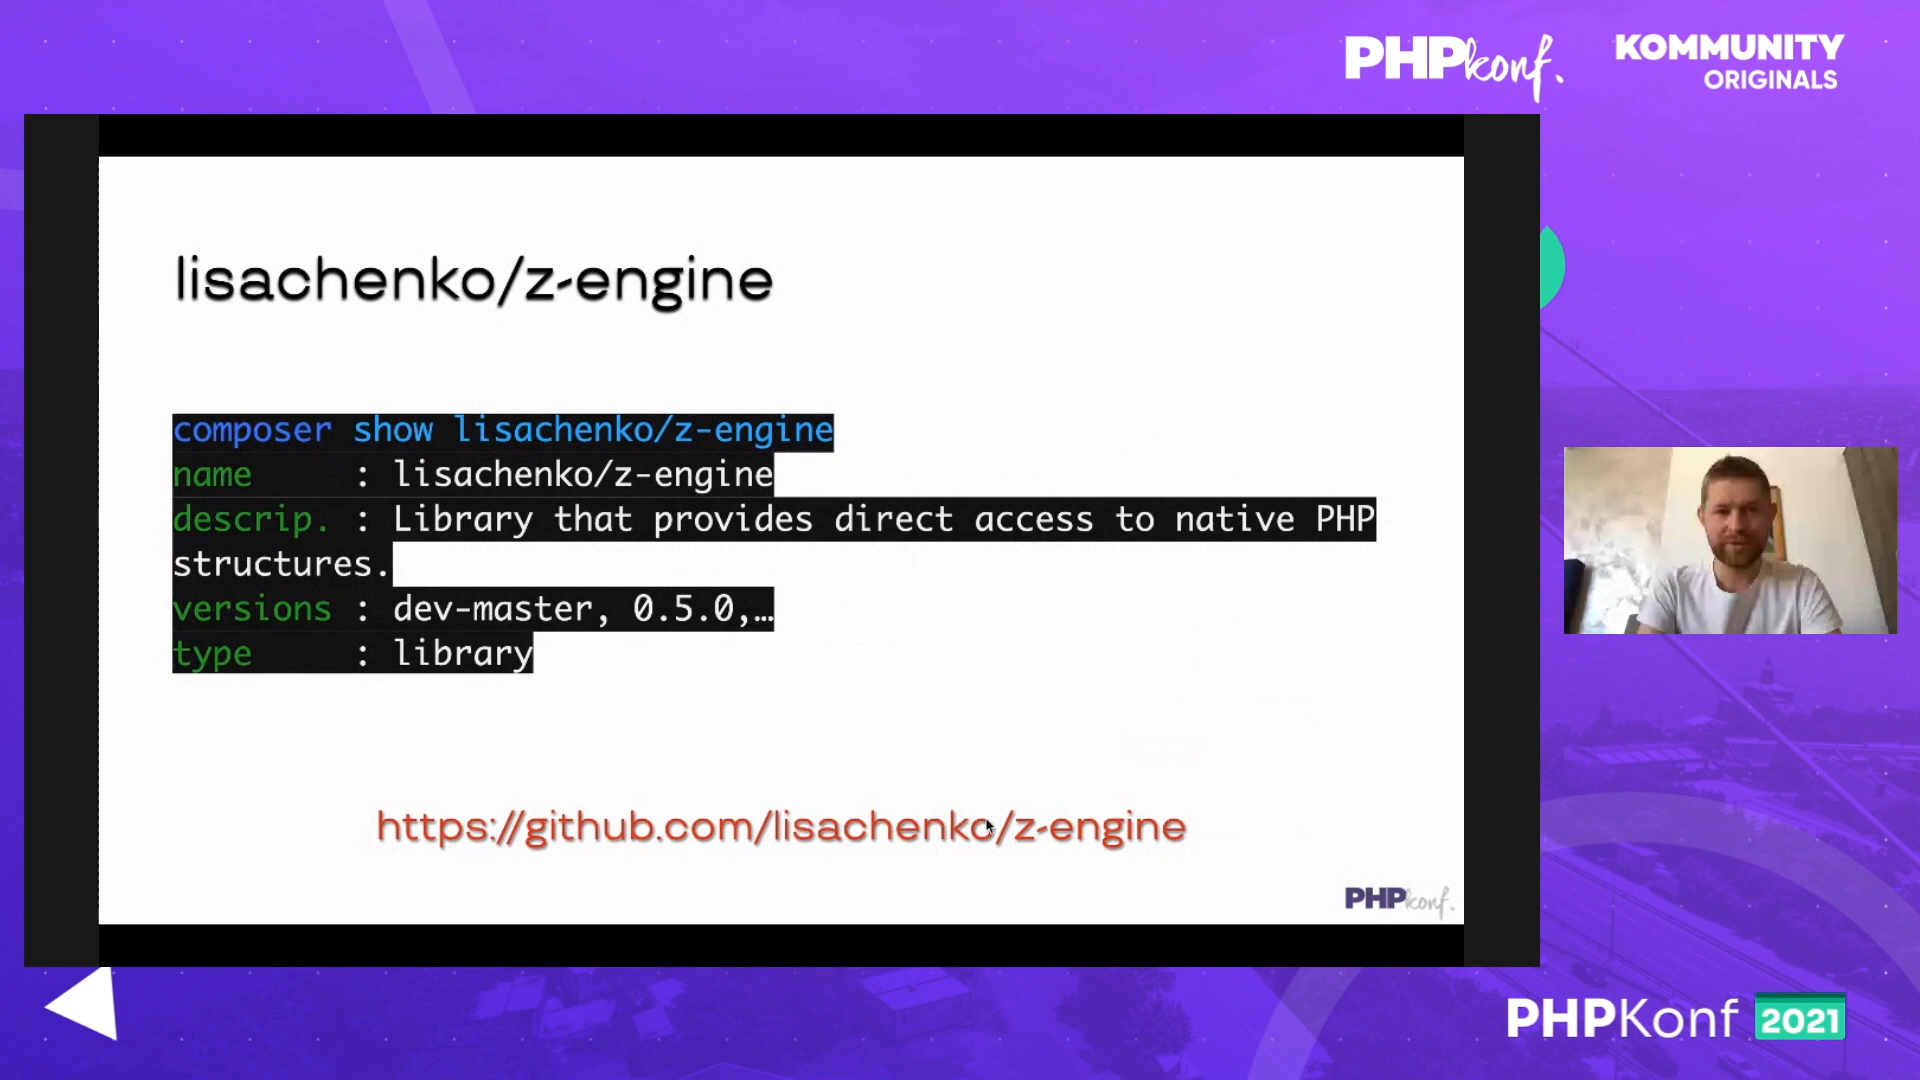 PHPkonf.
KOMMUNITY
ORIGINALS
lisachenko/z-engine
composer show lisachenko/z-engine
name : lisachenko/z-engine
descrip. : Library that provides direct access to native PHP
structures.
versions : dev-master, 0.5.0,…
type : library
https://github.com/lisachenko/z-engine
PHPkonf.
PHPKonf 2021